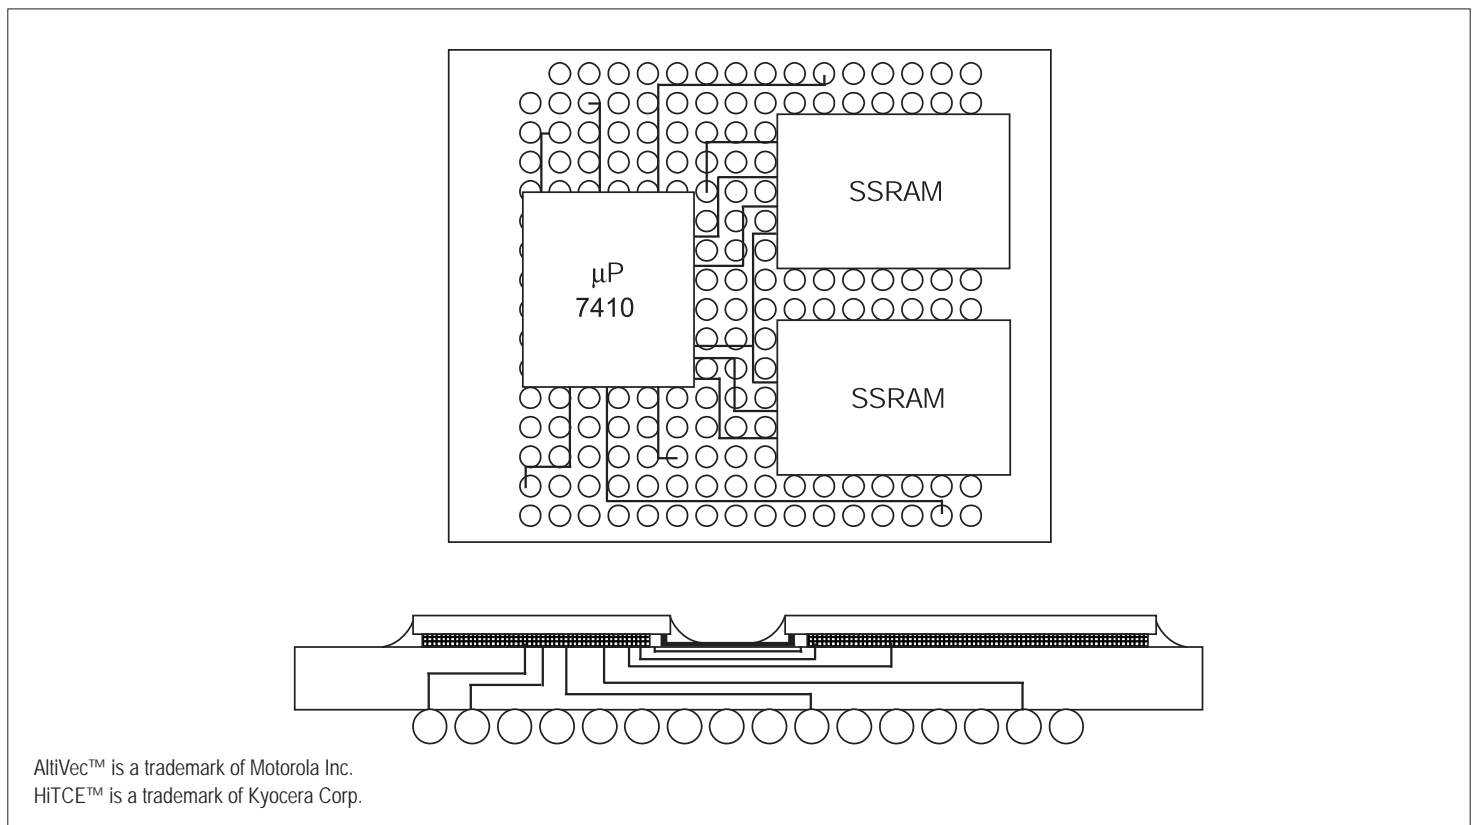 SSRAM
μP
7410
SSRAM
AltiVec™ is a trademark of Motorola Inc.
HiTCE™ is a trademark of Kyocera Corp.